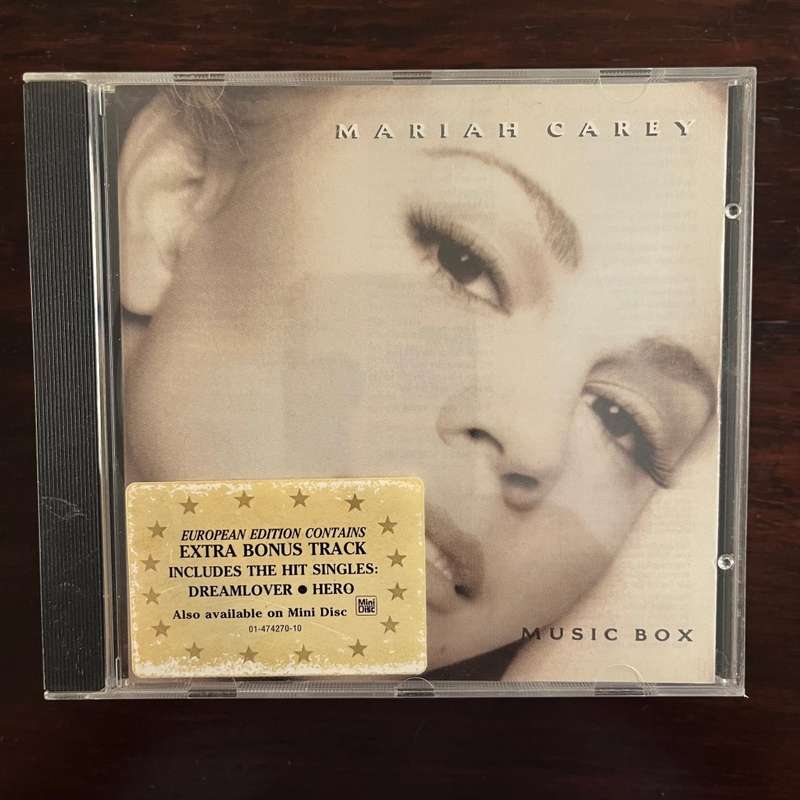 MARIAH CAREY
EUROPEAN EDITION CONTAINS
EXTRA BONUS TRACK
INCLUDES THE HIT SINGLES:
DREAMLOVER ● HERO
Also available on Mini Disc
Mini
Disc
01-474270-10
MUSIC BOX